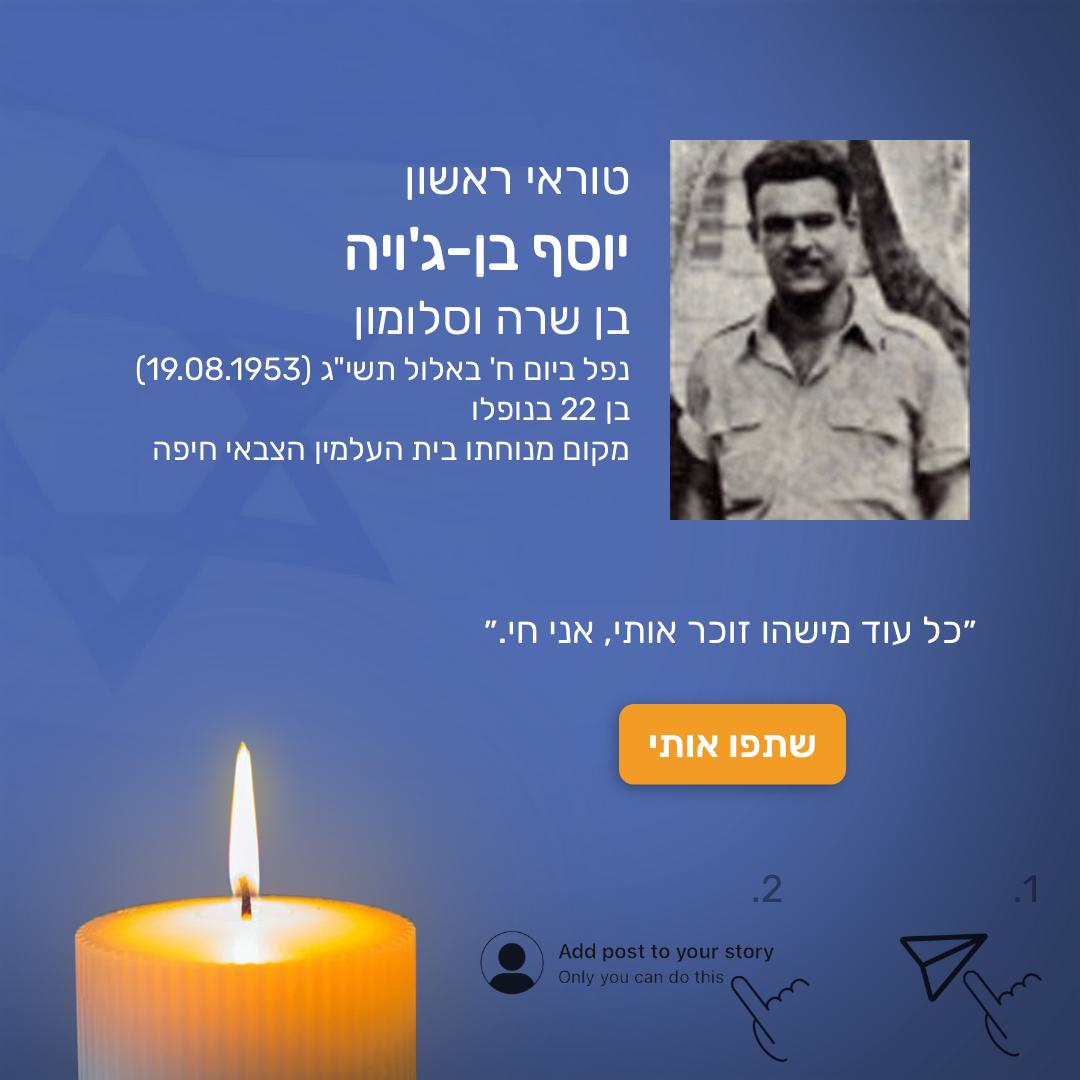 טוראי ראשון
יוסף בן-ג'ויה
בן שרה וסלומון
נפל ביום ח' באלול תשי"ג (19.08.1953)
בן 22 בנופלו
מקום מנוחתו בית העלמין הצבאי חיפה
״כל עוד מישהו זוכר אותי, אני חי.״
שתפו אותי
1.
2.
Add post to your story
Only you can do this